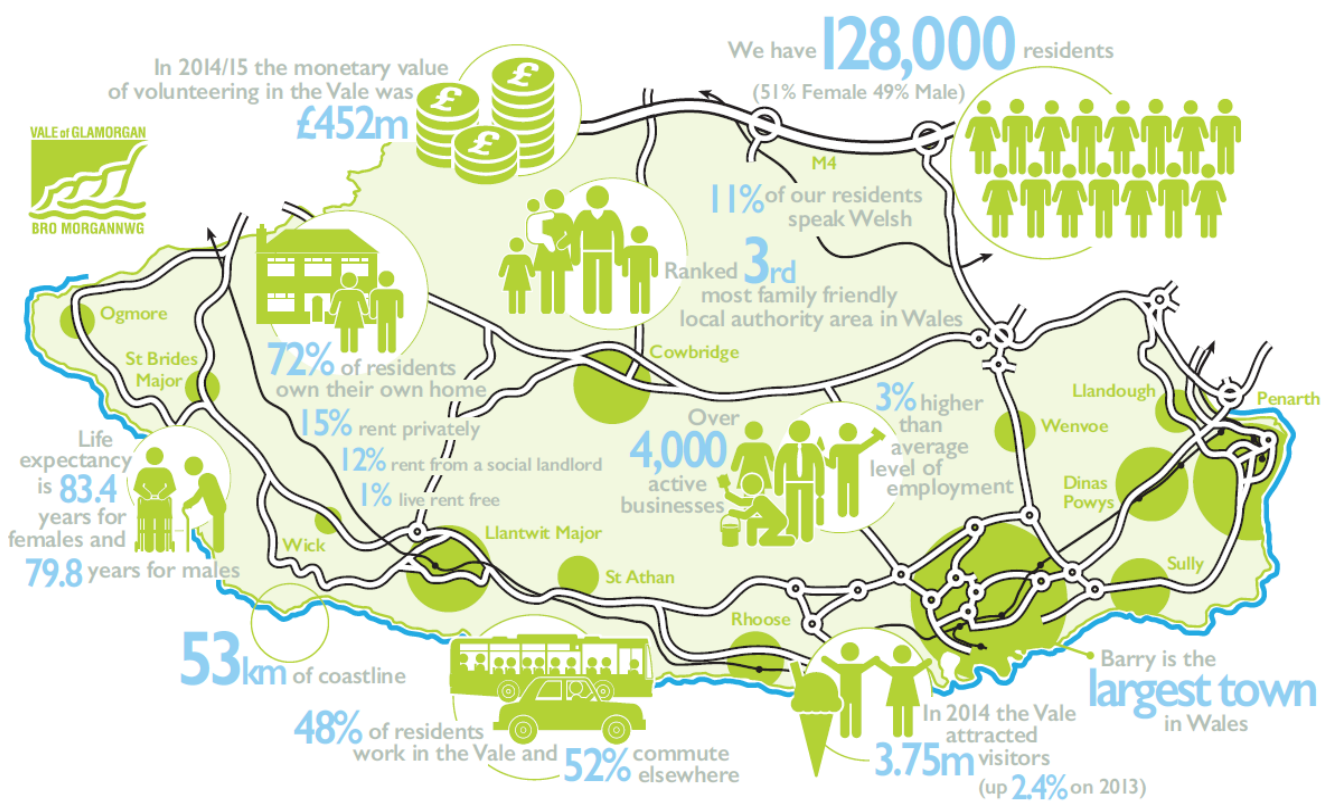 We have 128,000 residents
(51% Female 49% Male)
In 2014/15 the monetary value
of volunteering in the Vale was
£452m
£
£
£
VALE of GLAMORGAN
BRO MORGANNWG
M4
11% of our residents
speak Welsh
Ranked 3rd
most family friendly
local authority area in Wales
Ogmore
St Brides
Major
72% of residents
own their own home
15% rent privately
12% rent from a social landlord
1% live rent free
Cowbridge
Over
4,000
active
businesses
3% higher
than
average
level of
employment
Llandough
Penarth
Wenvoe
Dinas
Powys
Life
expectancy
is 83.4
years for
females and
79.8 years for males
Wick
Llantwit Major
St Athan
Sully
Rhoose
53km of coastline
48% of residents
work in the Vale and 52% commute
elsewhere
In 2014 the Vale
attracted
3.75m visitors
(up 2.4% on 2013)
Barry is the
largest town
in Wales